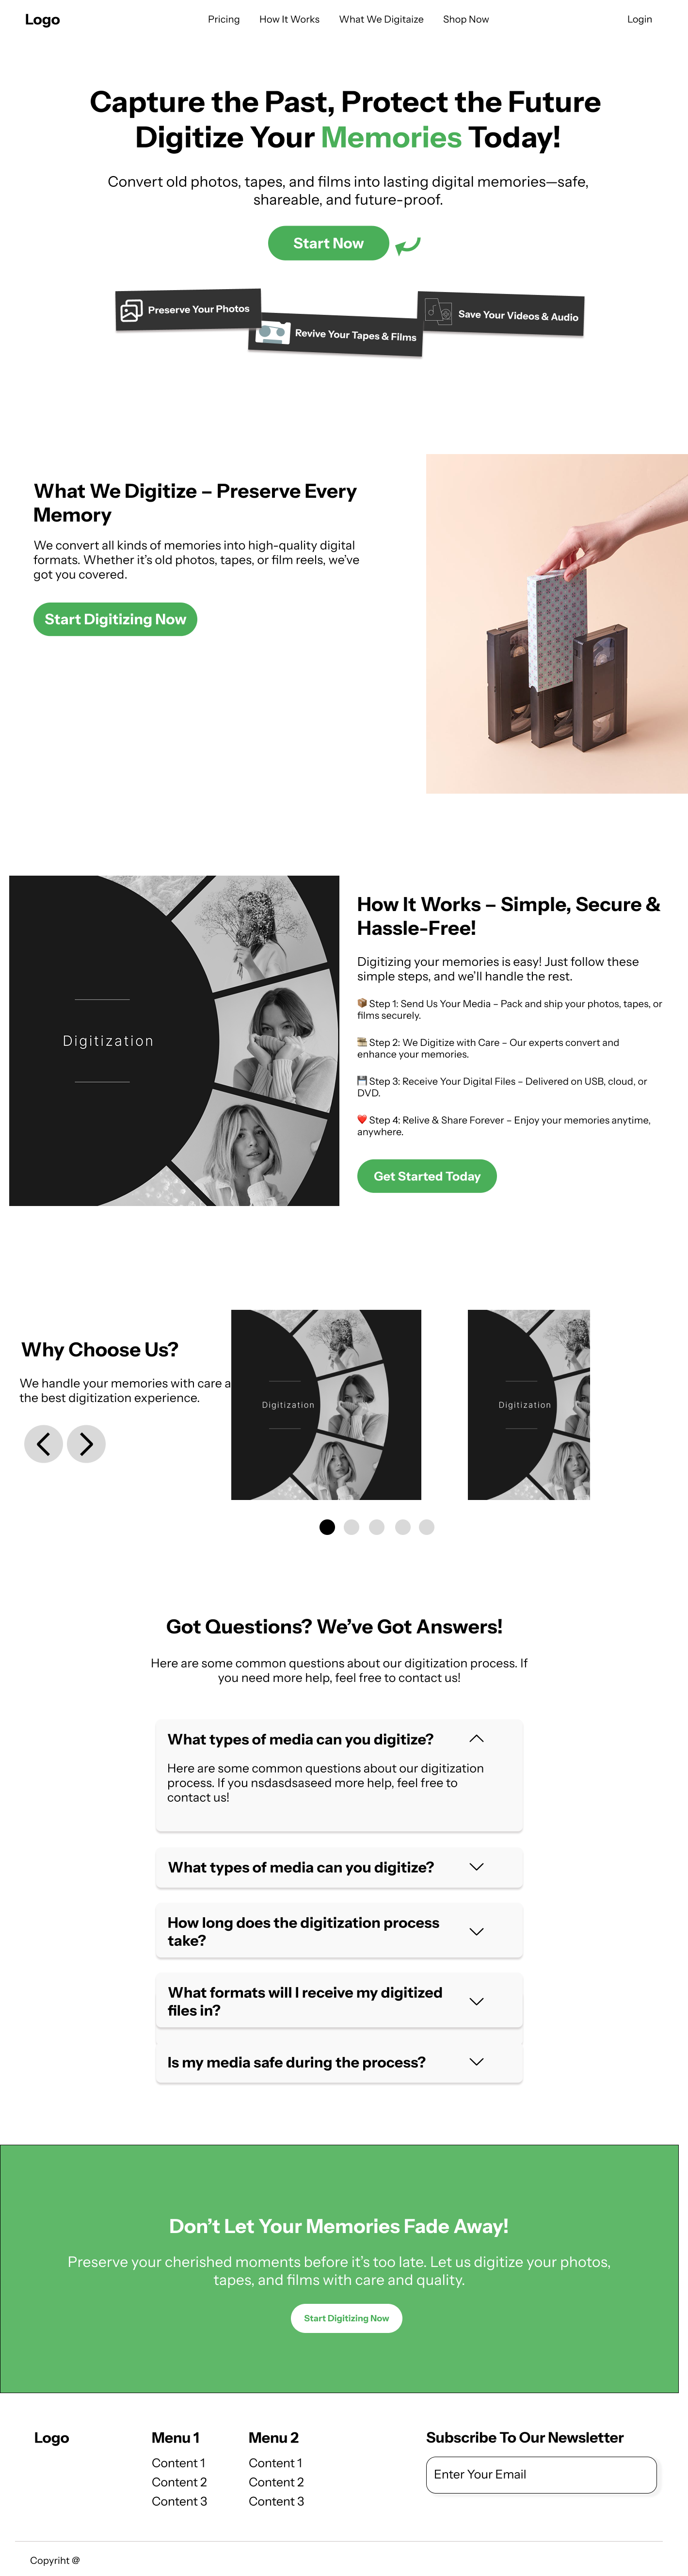 Logo
Pricing
How It Works
What We Digitaize
Shop Now
Login
Capture the Past, Protect the Future
Digitize Your Memories Today!
Convert old photos, tapes, and films into lasting digital memories—safe,
shareable, and future-proof.
Start Now
Preserve Your Photos
Revive Your Tapes & Films
Save Your Videos & Audio
What We Digitize – Preserve Every
Memory
We convert all kinds of memories into high-quality digital
formats. Whether it's old photos, tapes, or film reels, we've
got you covered.
Start Digitizing Now
Digitization
How It Works – Simple, Secure &
Hassle-Free!
Digitizing your memories is easy! Just follow these
simple steps, and we'll handle the rest.
📦 Step 1: Send Us Your Media – Pack and ship your photos, tapes, or
films securely.
🎞 Step 2: We Digitize with Care – Our experts convert and
enhance your memories.
💾 Step 3: Receive Your Digital Files – Delivered on USB, cloud, or
DVD.
❤️ Step 4: Relive & Share Forever – Enjoy your memories anytime,
anywhere.
Get Started Today
Why Choose Us?
We handle your memories with care a
the best digitization experience.
Digitization
Digitization
Got Questions? We've Got Answers!
Here are some common questions about our digitization process. If
you need more help, feel free to contact us!
What types of media can you digitize?
Here are some common questions about our digitization
process. If you nsdasdsaseed more help, feel free to
contact us!
What types of media can you digitize?
How long does the digitization process
take?
What formats will I receive my digitized
files in?
Is my media safe during the process?
Don't Let Your Memories Fade Away!
Preserve your cherished moments before it's too late. Let us digitize your photos,
tapes, and films with care and quality.
Start Digitizing Now
Logo
Menu 1
Content 1
Content 2
Content 3
Menu 2
Content 1
Content 2
Content 3
Subscribe To Our Newsletter
Enter Your Email
Copyriht @